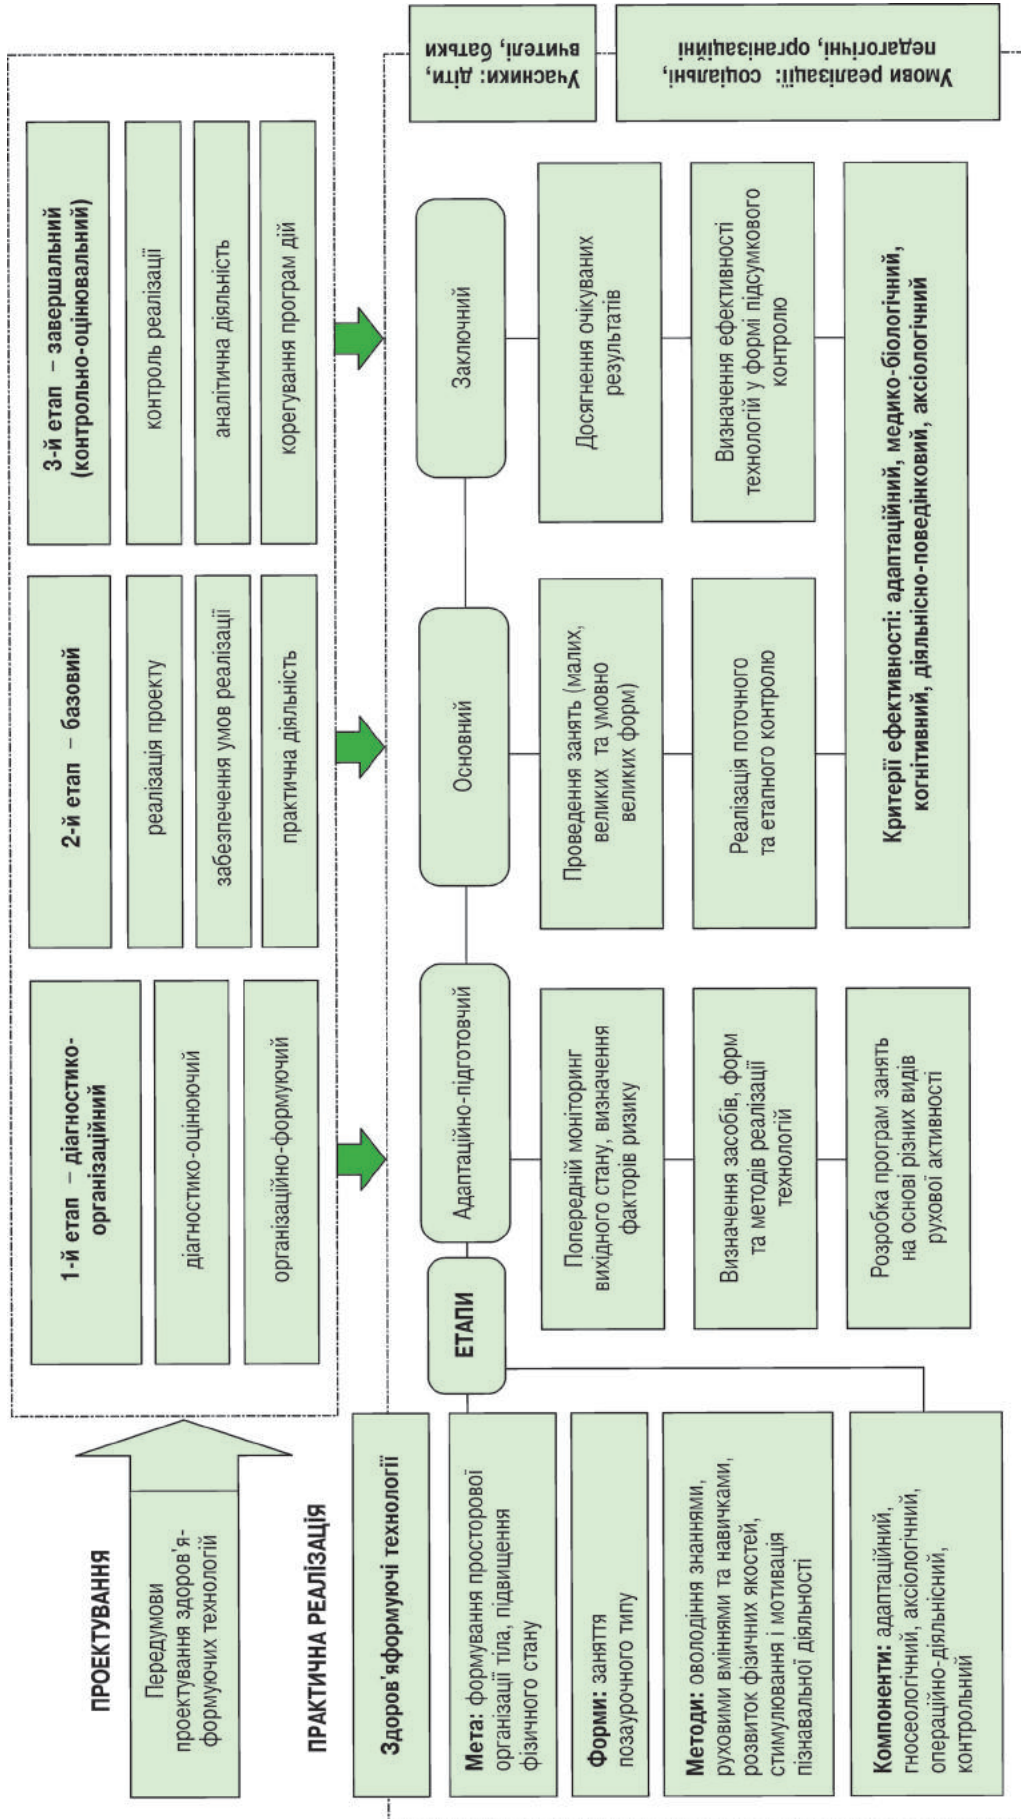 ПРОЕКТУВАННЯ
Передумови
проектування здоров'я-
формуючих технологій
1-й етап – діагностико-
організаційний
діагностико-оцінюючий
організаційно-формуючий
2-й етап – базовий
реалізація проекту
забезпечення умов реалізації
практична діяльність
3-й етап – завершальний
(контрольно-оцінювальний)
контроль реалізації
аналітична діяльність
корегування програм дій
ПРАКТИЧНА РЕАЛІЗАЦІЯ
Здоров'яформуючі технології
Мета: формування просторової
організації тіла, підвищення
фізичного стану
Форми: заняття
позаурочного типу
Методи: оволодіння знаннями,
руховими вміннями та навичками,
розвиток фізичних якостей,
стимулювання і мотивація
пізнавальної діяльності
Компоненти: адаптаційний,
гносеологічний, аксіологічний,
операційно-діяльнісний,
контрольний
ЕТАПИ
Адаптаційно-підготовчий
Попередній моніторинг
вихідного стану, визначення
факторів ризику
Визначення засобів, форм
та методів реалізації
технологій
Розробка програм занять
на основі різних видів
рухової активності
Основний
Проведення занять (малих,
великих та умовно
великих форм)
Реалізація поточного
та етапного контролю
Заключний
Досягнення очікуваних
результатів
Визначення ефективності
технологій у формі підсумкового
контролю
Критерії ефективності: адаптаційний, медико-біологічний,
когнітивний, діяльнісно-поведінковий, аксіологічний
Учасники: діти,
вчителі, батьки
Умови реалізації: соціальні,
педагогічні, організаційні